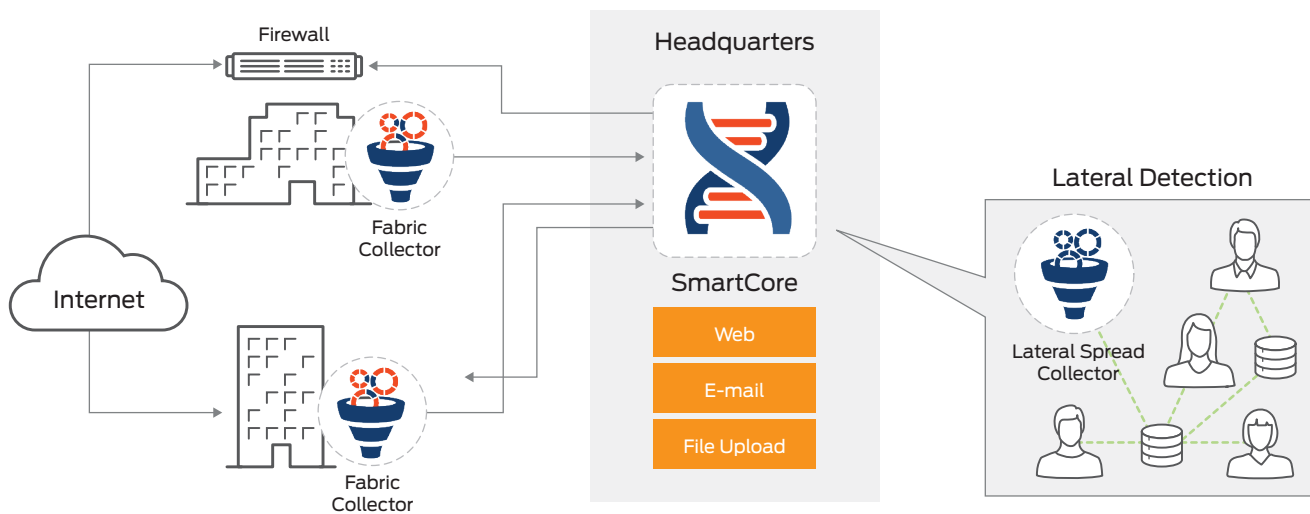 Firewall
Fabric
Collector
Internet
Fabric
Collector
Headquarters
SmartCore
Web
E-mail
File Upload
Lateral Detection
Lateral Spread
Collector